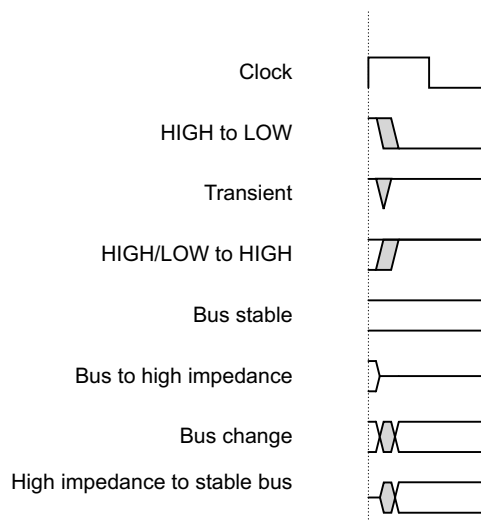 Clock
HIGH to LOW
Transient
HIGH/LOW to HIGH
Bus stable
Bus to high impedance
Bus change
High impedance to stable bus